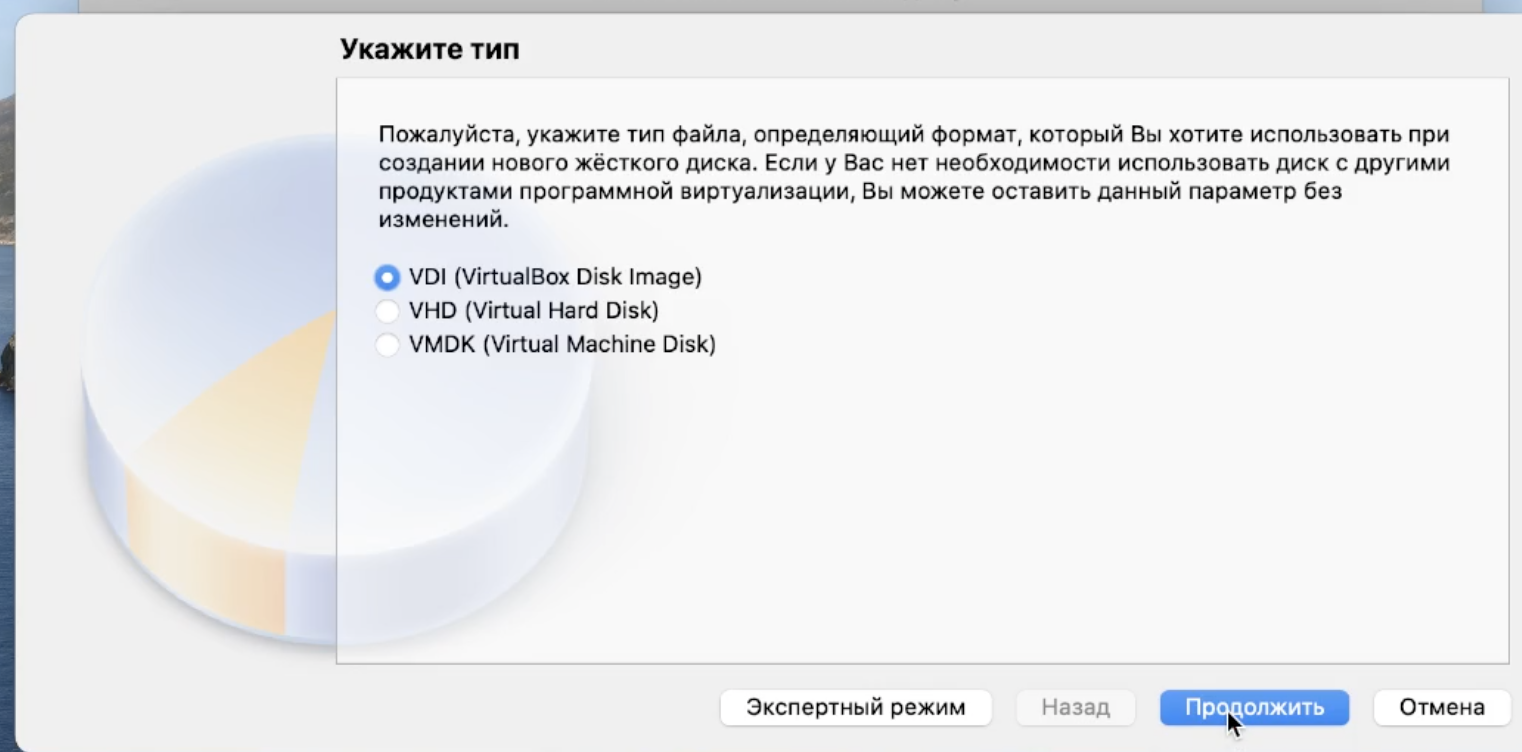 Укажите тип
Пожалуйста, укажите тип файла, определяющий формат, который Вы хотите использовать при
создании нового жёсткого диска. Если у Вас нет необходимости использовать диск с другими
продуктами программной виртуализации, Вы можете оставить данный параметр без
изменений.
VDI (VirtualBox Disk Image)
VHD (Virtual Hard Disk)
VMDK (Virtual Machine Disk)
Экспертный режим Назад Продолжить Отмена